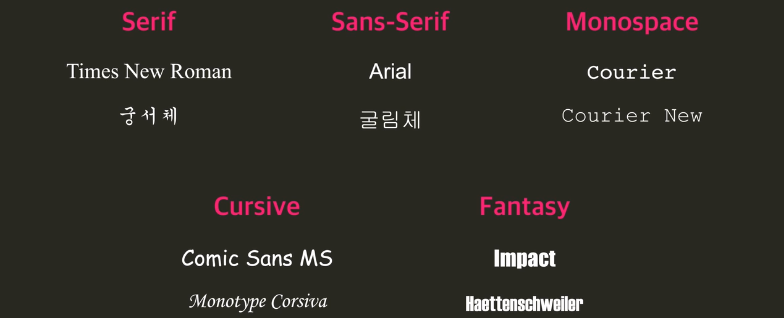 Serif Sans-Serif Monospace
Times New Roman Arial Courier
궁서체 굴림체 Courier New
Cursive Fantasy
Comic Sans MS Impact
Monotype Corsiva Haettenschweiler